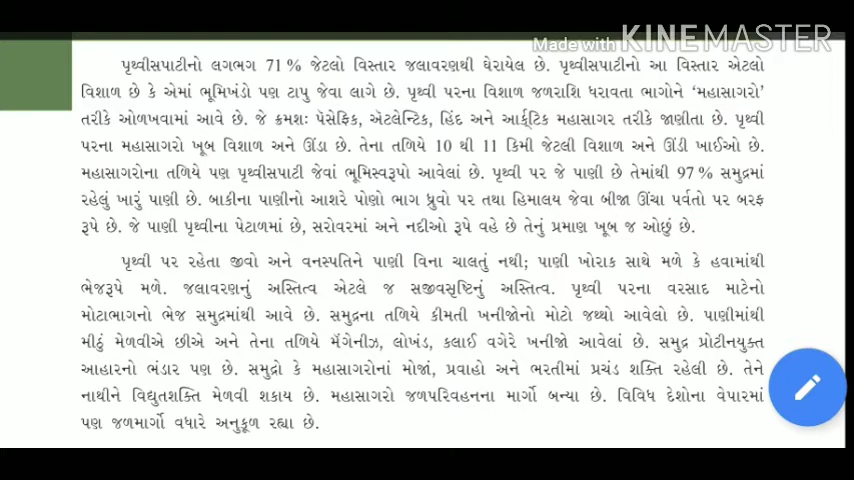 Made with KINEMASTER
પૃથ્વીસપાટીનો લગભગ 71 % જેટલો વિસ્તાર જલાવરણથી ઘેરાયેલ છે. પૃથ્વીસપાટીનો આ વિસ્તાર એટલો
વિશાળ છે કે એમાં ભૂમિખંડો પણ ટાપુ જેવા લાગે છે. પૃથ્વી પરના વિશાળ જળરાશિ ધરાવતા ભાગોને ‘મહાસાગરો’
તરીકે ઓળખવામાં આવે છે. જે ક્રમશઃ પૅસેફિક, ઍટલેન્ટિક, હિંદ અને આર્ક્ટિક મહાસાગર તરીકે જાણીતા છે. પૃથ્વી
પરના મહાસાગરો ખૂબ વિશાળ અને ઊંડા છે. તેના તળિયે 10 થી 11 કિમી જેટલી વિશાળ અને ઊંડી ખાઈઓ છે.
મહાસાગરોના તળિયે પણ પૃથ્વીસપાટી જેવાં ભૂમિસ્વરૂપો આવેલાં છે. પૃથ્વી પર જે પાણી છે તેમાંથી 97 % સમુદ્રમાં
રહેલું ખારું પાણી છે. બાકીના પાણીનો આશરે પોણો ભાગ ધ્રુવો પર તથા હિમાલય જેવા બીજા ઊંચા પર્વતો પર બરફ
રૂપે છે. જે પાણી પૃથ્વીના પેટાળમાં છે, સરોવરમાં અને નદીઓ રૂપે વહે છે તેનું પ્રમાણ ખૂબ જ ઓછું છે.
પૃથ્વી પર રહેતા જીવો અને વનસ્પતિને પાણી વિના ચાલતું નથી; પાણી ખોરાક સાથે મળે કે હવામાંથી
ભેજરૂપે મળે. જલાવરણનું અસ્તિત્વ એટલે જ સજીવસૃષ્ટિનું અસ્તિત્વ. પૃથ્વી પરના વરસાદ માટેનો
મોટાભાગનો ભેજ સમુદ્રમાંથી આવે છે. સમુદ્રના તળિયે કીમતી ખનીજોનો મોટો જથ્થો આવેલો છે. પાણીમાંથી
મીઠું મેળવીએ છીએ અને તેના તળિયે મૅંગેનીઝ, લોખંડ, કલાઈ વગેરે ખનીજો આવેલાં છે. સમુદ્ર પ્રોટીનયુક્ત
આહારનો ભંડાર પણ છે. સમુદ્રો કે મહાસાગરોનાં મોજાં, પ્રવાહો અને ભરતીમાં પ્રચંડ શક્તિ રહેલી છે. તેને
નાથીને વિદ્યુતશક્તિ મેળવી શકાય છે. મહાસાગરો જળપરિવહનના માર્ગો બન્યા છે. વિવિધ દેશોના વેપારમાં
પણ જળમાર્ગો વધારે અનુકૂળ રહ્યા છે.